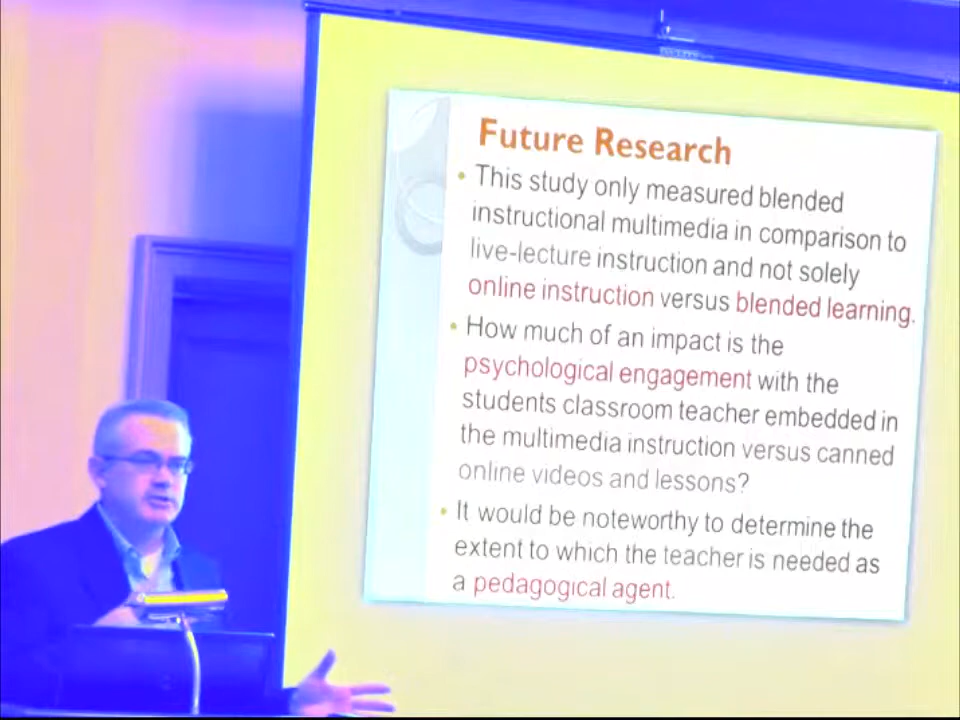 Future Research
This study only measured blended
instructional multimedia in comparison to
live-lecture instruction and not solely
online instruction versus blended learning.
How much of an impact is the
psychological engagement with the
students classroom teacher embedded in
the multimedia instruction versus canned
online videos and lessons?
It would be noteworthy to determine the
extent to which the teacher is needed as
a pedagogical agent.